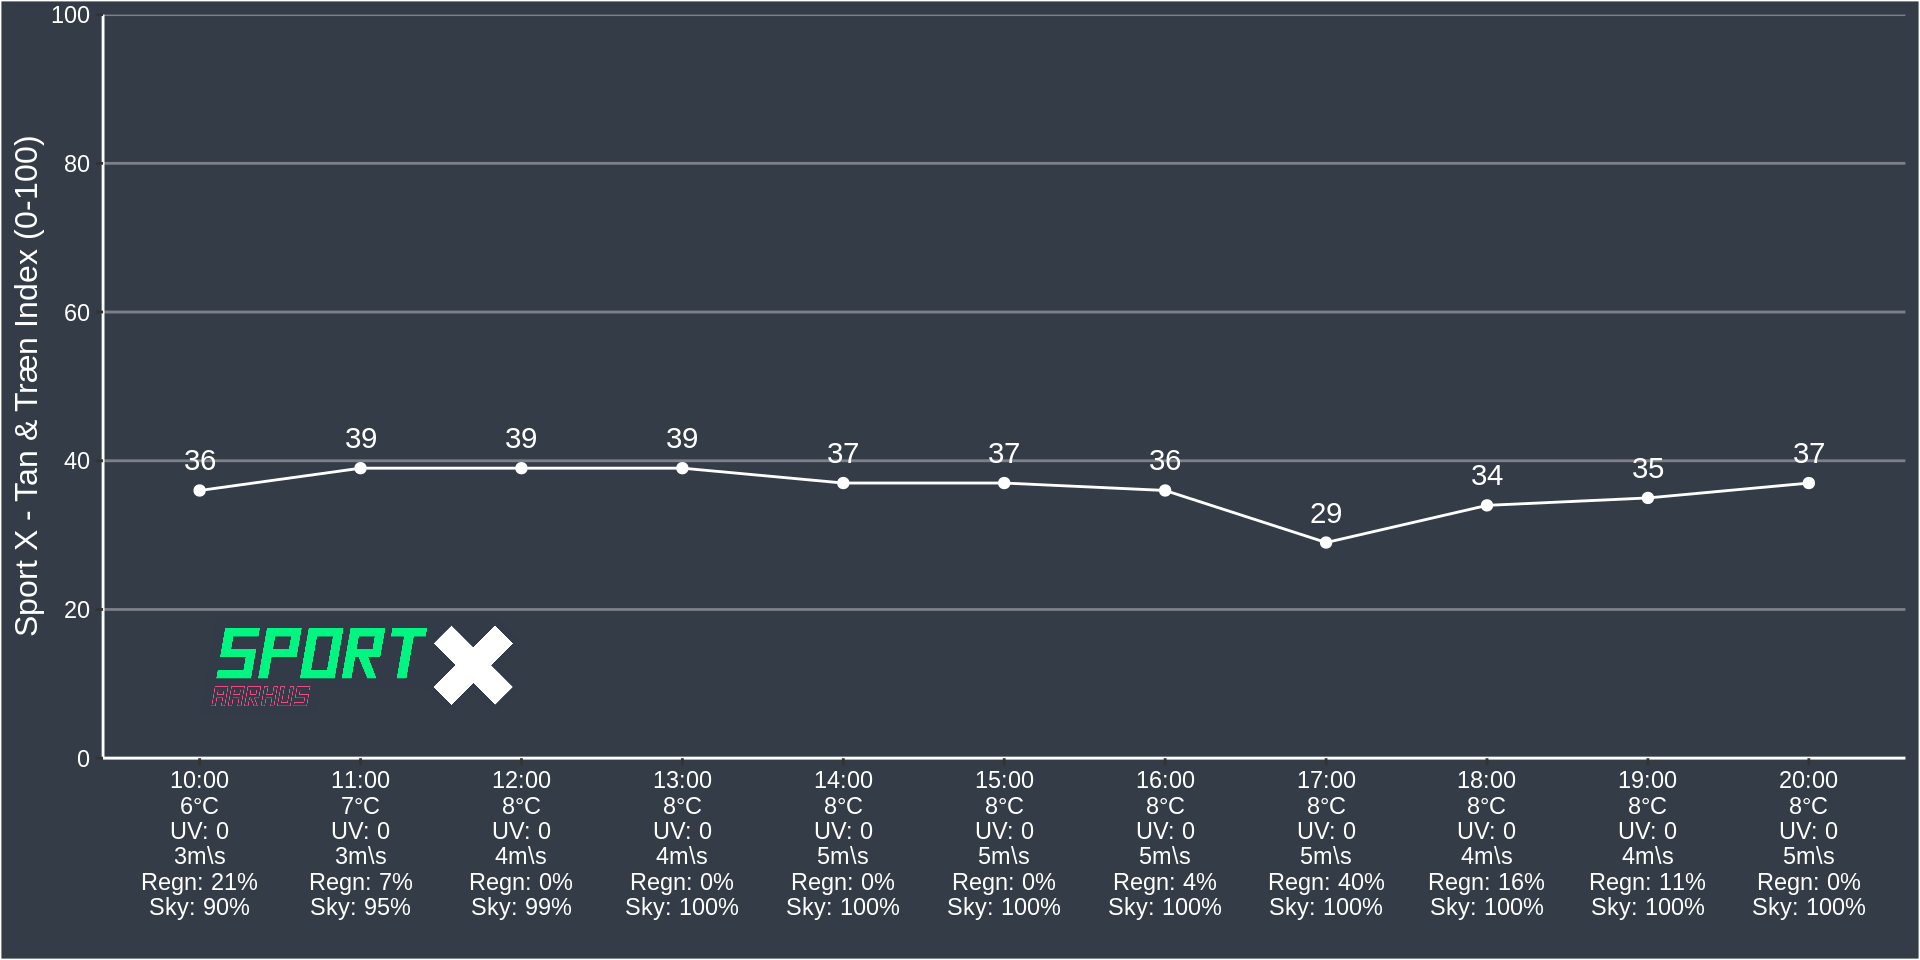 Sport X - Tan & Træn Index (0-100)
100
80
60
40
20
0
36 39 39 39 37 37 36 29 34 35 37
SPORT X
AARHUS
10:00 11:00 12:00 13:00 14:00 15:00 16:00 17:00 18:00 19:00 20:00
6°C 7°C 8°C 8°C 8°C 8°C 8°C 8°C 8°C 8°C 8°C
UV: 0 UV: 0 UV: 0 UV: 0 UV: 0 UV: 0 UV: 0 UV: 0 UV: 0 UV: 0 UV: 0
3m\s 3m\s 4m\s 4m\s 5m\s 5m\s 5m\s 5m\s 4m\s 4m\s 5m\s
Regn: 21% Regn: 7% Regn: 0% Regn: 0% Regn: 0% Regn: 0% Regn: 4% Regn: 40% Regn: 16% Regn: 11% Regn: 0%
Sky: 90% Sky: 95% Sky: 99% Sky: 100% Sky: 100% Sky: 100% Sky: 100% Sky: 100% Sky: 100% Sky: 100% Sky: 100%